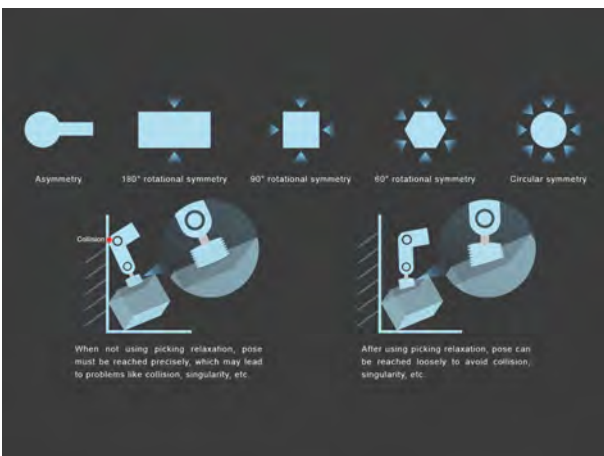 Asymmetry
180° rotational symmetry
90° rotational symmetry
60° rotational symmetry
Circular symmetry
Collision
When not using picking relaxation, pose
must be reached precisely, which may lead
to problems like collision, singularity, etc.
After using picking relaxation, pose can
be reached loosely to avoid collision,
singularity, etc.